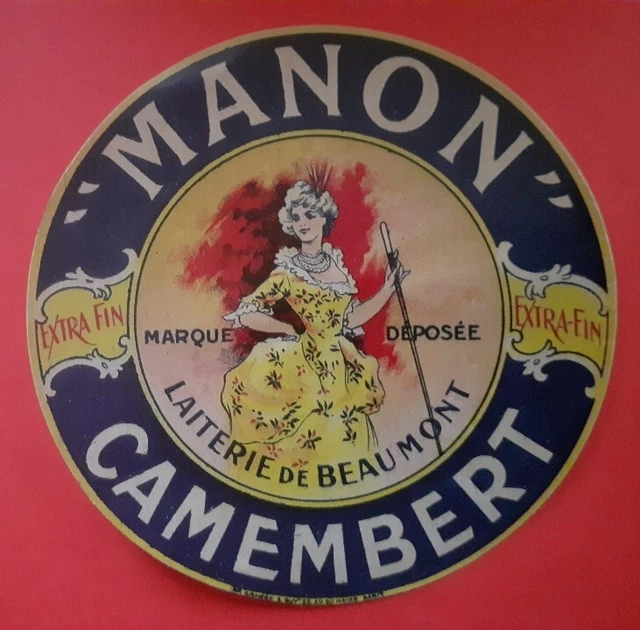 "MANON"
EXTRA FIN
EXTRA-FIN
MARQUE DÉPOSÉE
LAITERIE DE BEAUMONT
CAMEMBERT